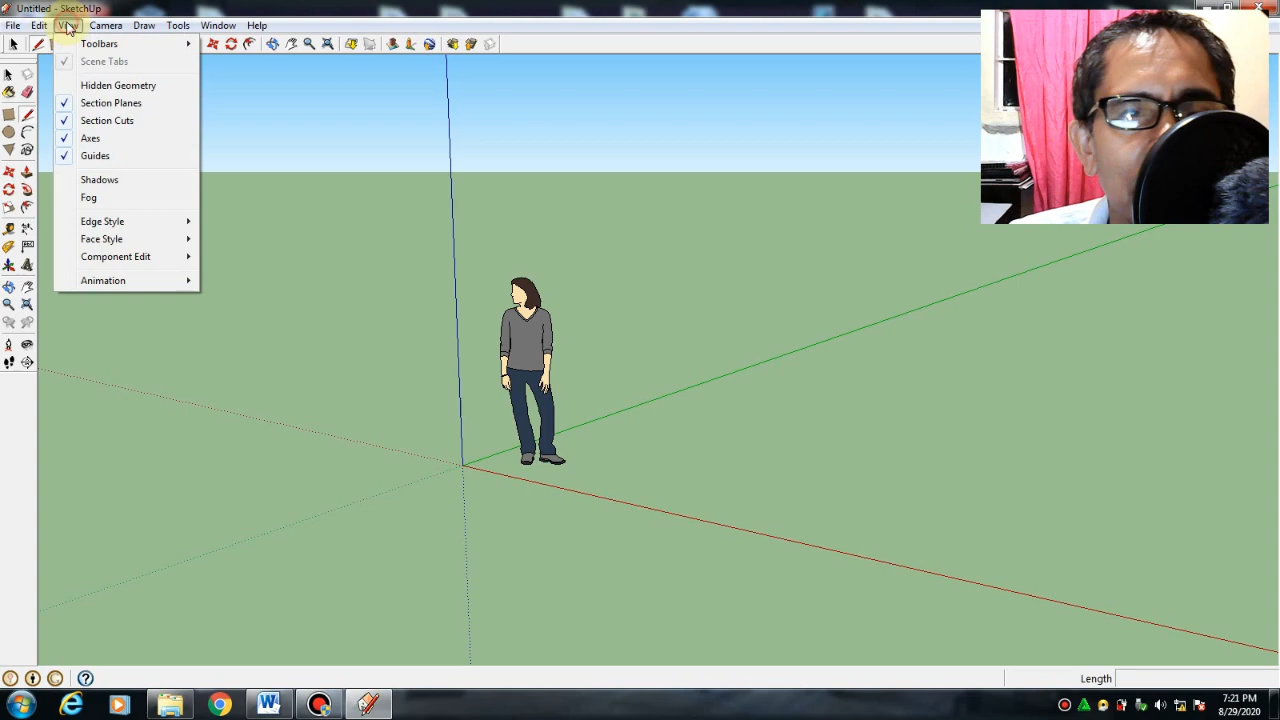 Untitled - SketchUp
File Edit View Camera Draw Tools Window Help
Toolbars
Scene Tabs
Hidden Geometry
Section Planes
Section Cuts
Axes
Guides
Shadows
Fog
Edge Style
Face Style
Component Edit
Animation
Length
7:21 PM
8/29/2020